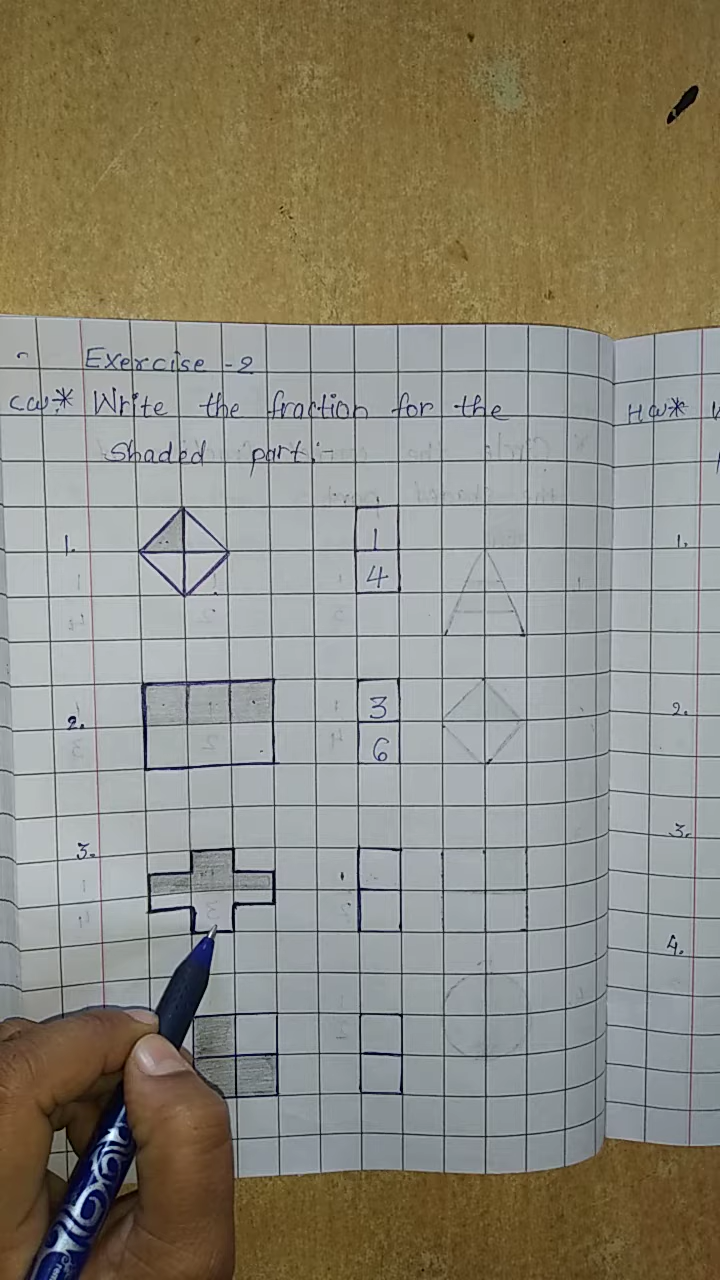 Exercise - 2
CW* Write the fraction for the
shaded part:-
1. 1
4
2. 3
6
3.
HW*
1.
2.
3.
4.